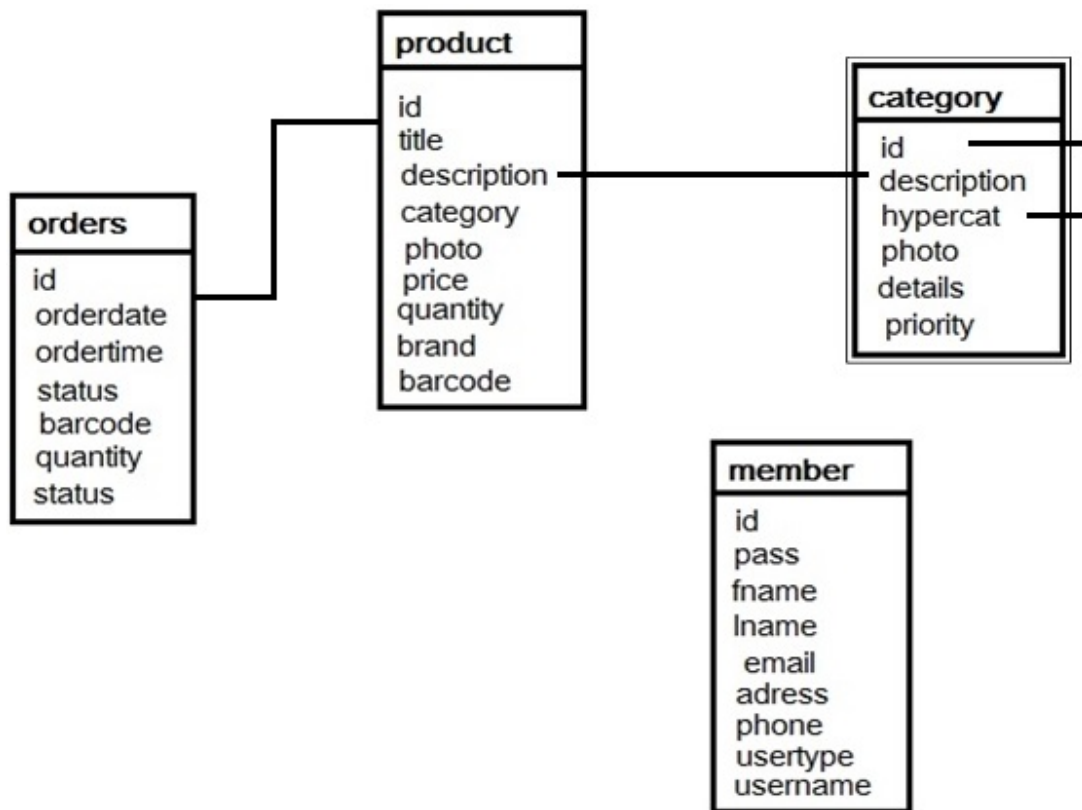 product
id
title
description
category
photo
price
quantity
brand
barcode
category
id
description
hypercat
photo
details
priority
orders
id
orderdate
ordertime
status
barcode
quantity
status
member
id
pass
fname
lname
email
adress
phone
usertype
username